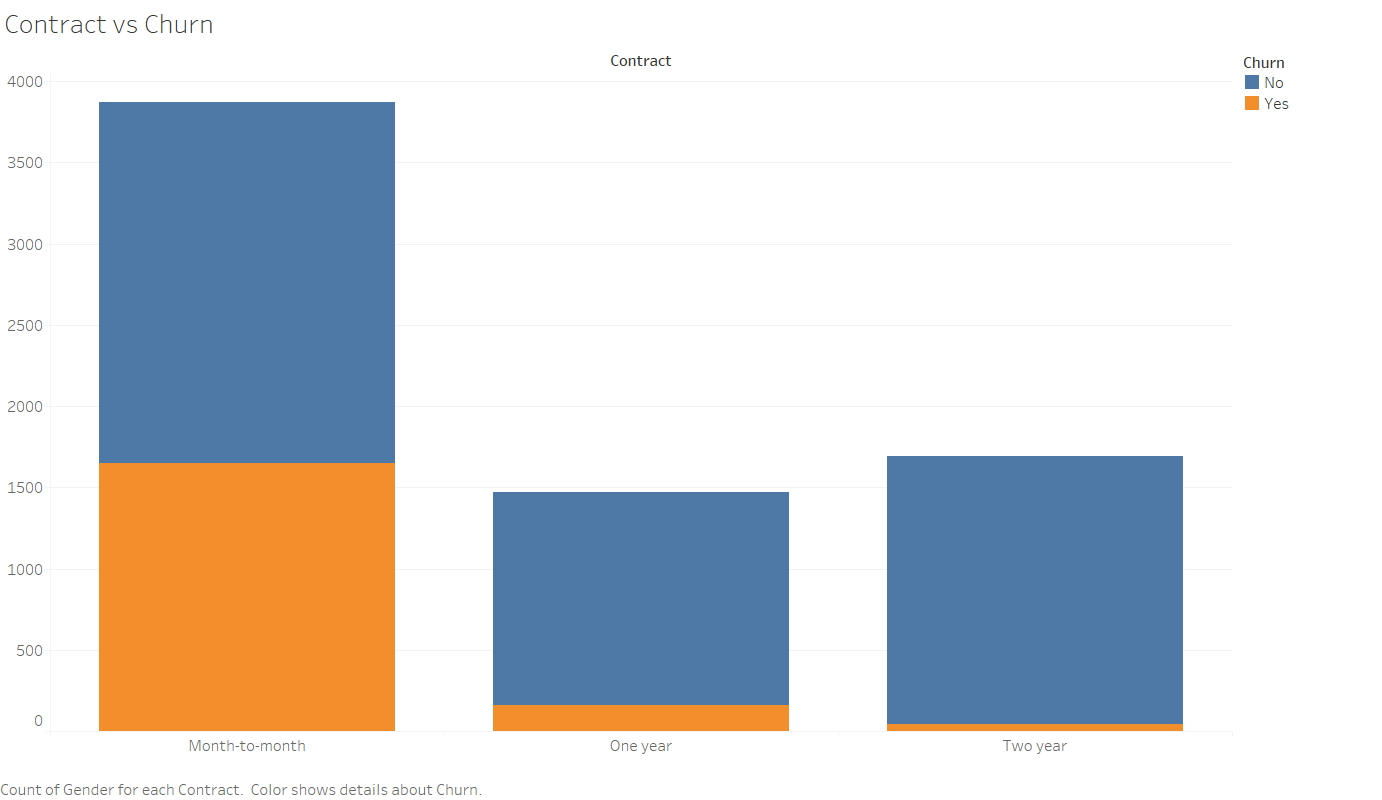 Contract vs Churn
Contract
Churn
No
Yes
4000
3500
3000
2500
2000
1500
1000
500
0
Month-to-month
One year
Two year
Count of Gender for each Contract.  Color shows details about Churn.